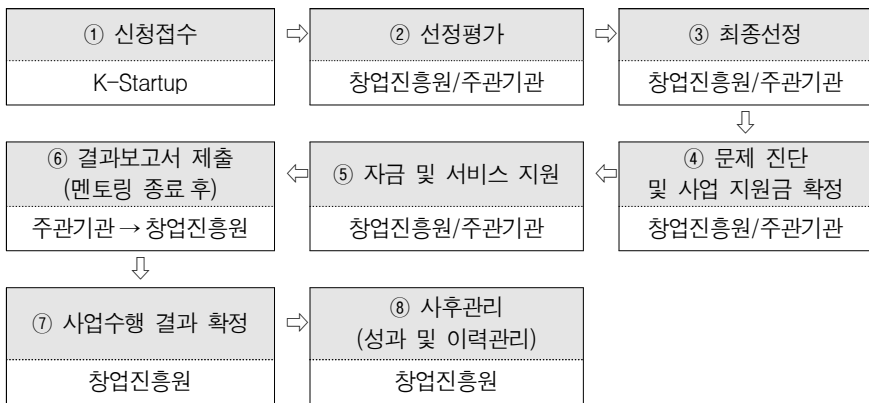 ① 신청접수
K-Startup
⇨
② 선정평가
창업진흥원/주관기관
⇨
③ 최종선정
창업진흥원/주관기관
⇩
④ 문제 진단
및 사업 지원금 확정
창업진흥원/주관기관
⇦
⑤ 자금 및 서비스 지원
창업진흥원/주관기관
⇦
⑥ 결과보고서 제출
(멘토링 종료 후)
주관기관 → 창업진흥원
⇩
⑦ 사업수행 결과 확정
창업진흥원
⇨
⑧ 사후관리
(성과 및 이력관리)
창업진흥원